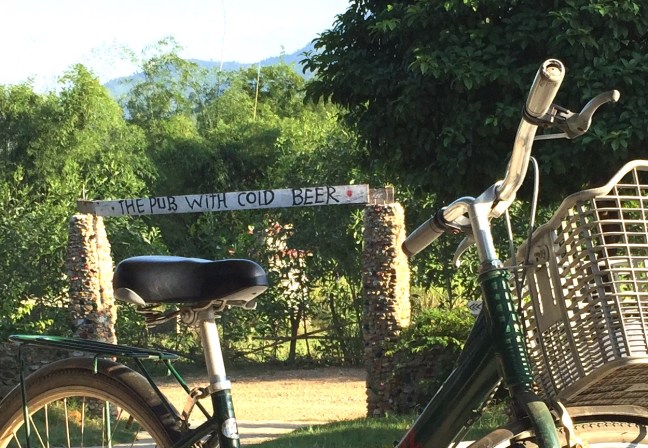 THE PUB WITH COLD BEER